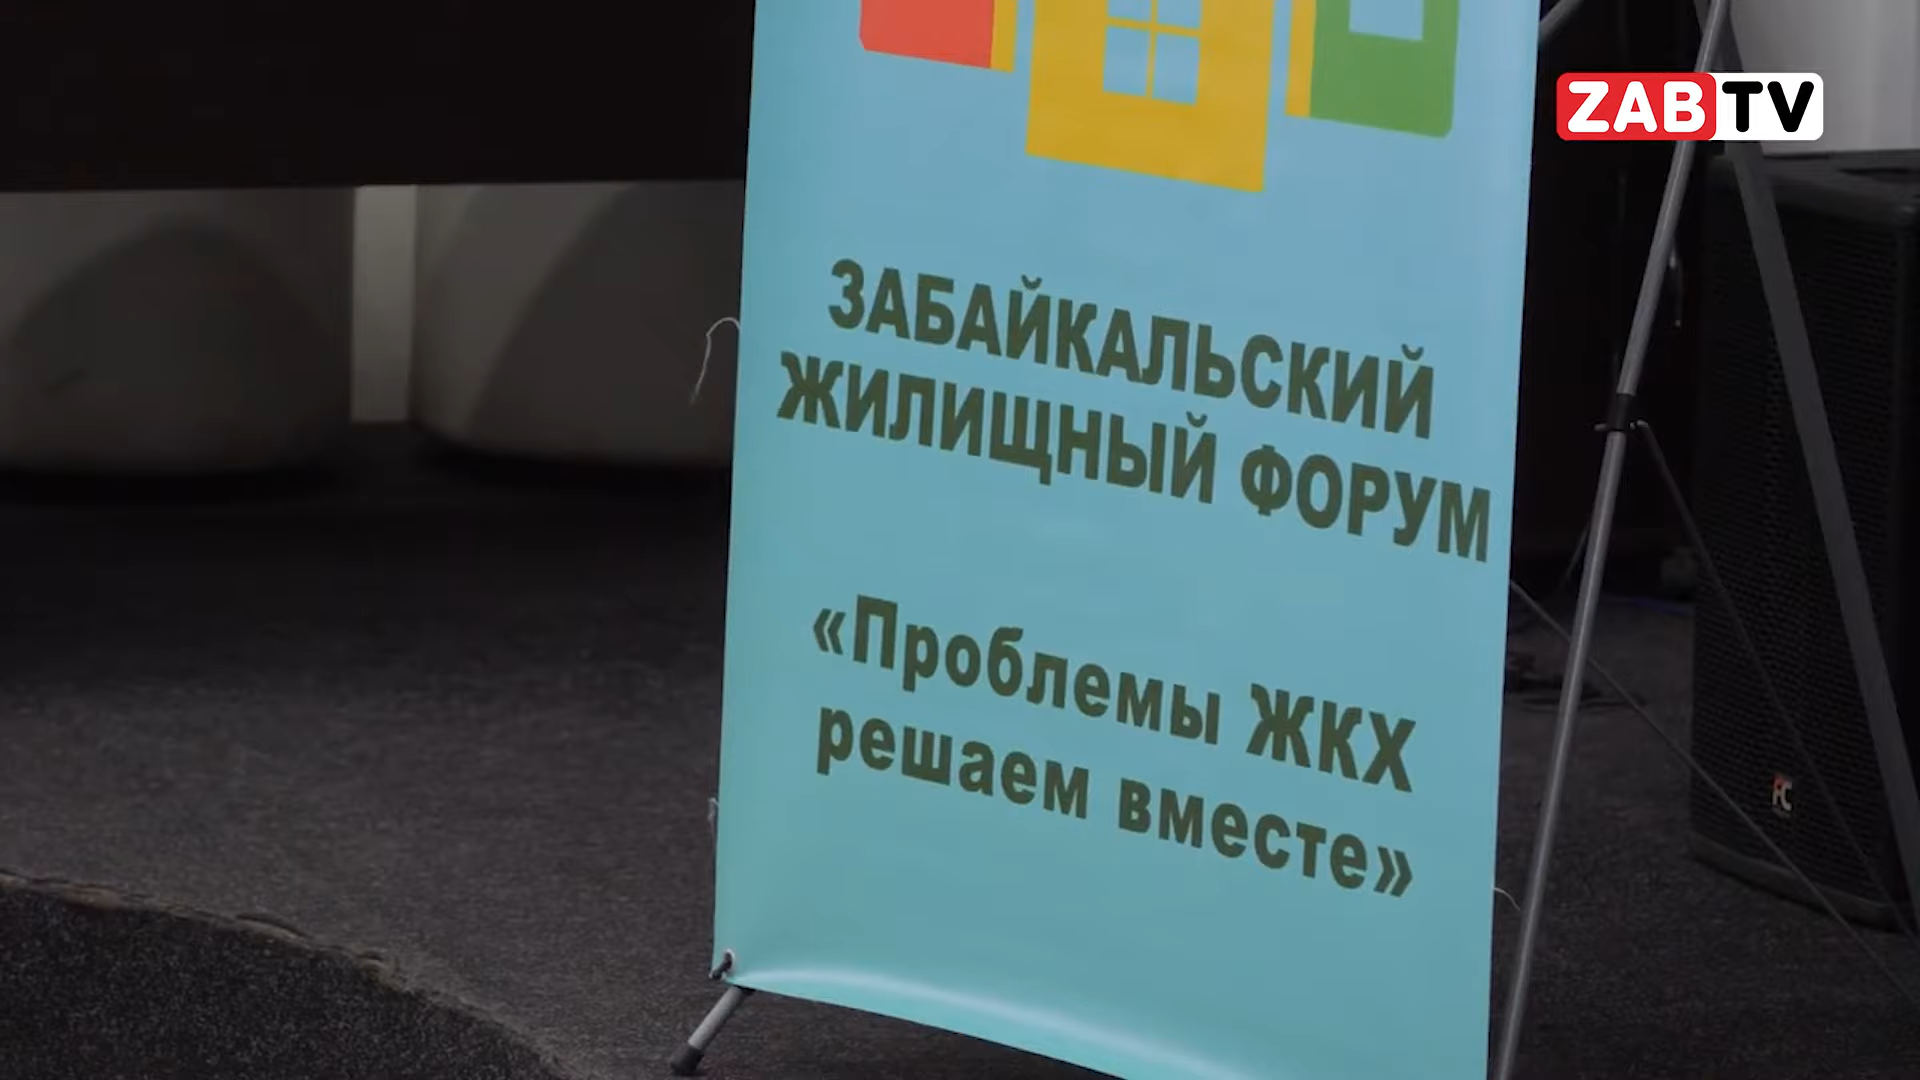 ZABTV
ЗАБАЙКАЛЬСКИЙ
ЖИЛИЩНЫЙ ФОРУМ
«Проблемы ЖКХ
решаем вместе»